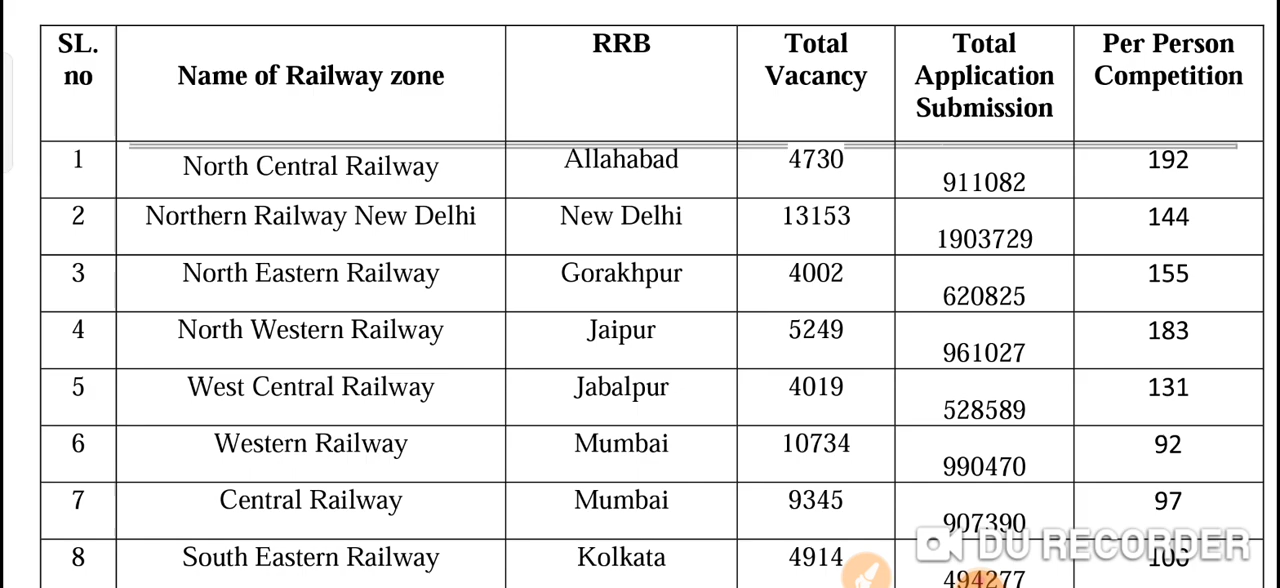 SL. no | Name of Railway zone | RRB | Total Vacancy | Total Application Submission | Per Person Competition
1 | North Central Railway | Allahabad | 4730 | 911082 | 192
2 | Northern Railway New Delhi | New Delhi | 13153 | 1903729 | 144
3 | North Eastern Railway | Gorakhpur | 4002 | 620825 | 155
4 | North Western Railway | Jaipur | 5249 | 961027 | 183
5 | West Central Railway | Jabalpur | 4019 | 528589 | 131
6 | Western Railway | Mumbai | 10734 | 990470 | 92
7 | Central Railway | Mumbai | 9345 | 907390 | 97
8 | South Eastern Railway | Kolkata | 4914 | 494277
DU RECORDER